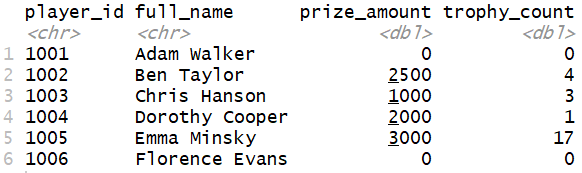 player_id full_name prize_amount trophy_count
<chr> <chr> <dbl> <dbl>
1 1001 Adam Walker 0 0
2 1002 Ben Taylor 2500 4
3 1003 Chris Hanson 1000 3
4 1004 Dorothy Cooper 2000 1
5 1005 Emma Minsky 3000 17
6 1006 Florence Evans 0 0